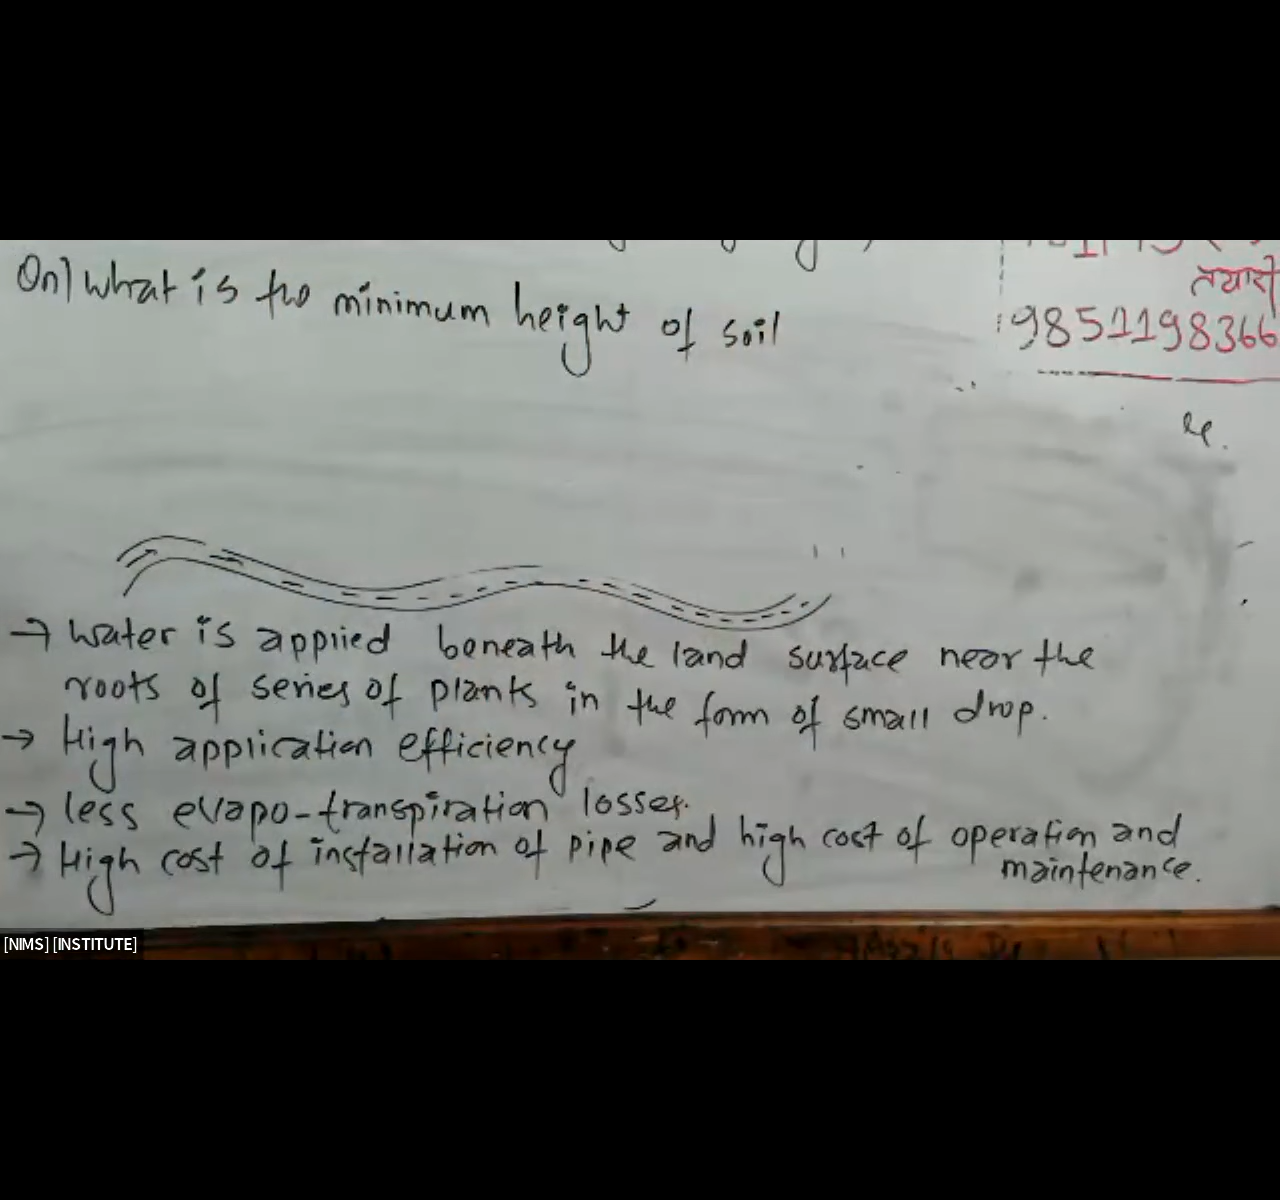 On) What is the minimum height of soil
तयारी
9851198366
→ Water is applied beneath the land surface near the
roots of series of plants in the form of small drop.
→ High application efficiency
→ less evapo-transpiration losses.
→ High cost of installation of pipe and high cost of operation and
maintenance.
[NIMS] [INSTITUTE]